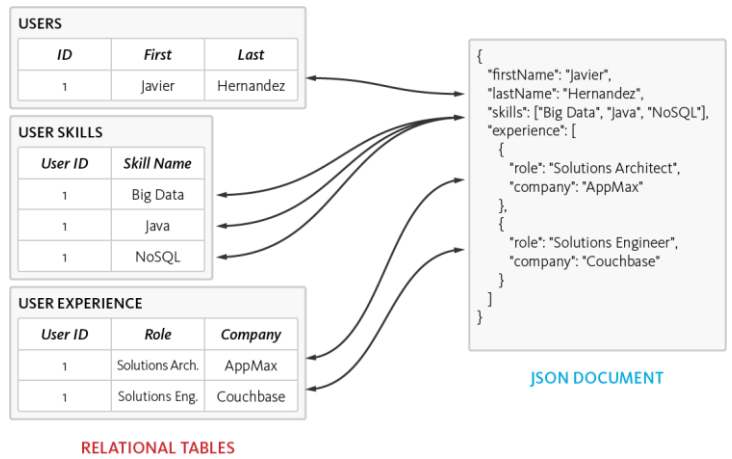 USERS
ID First Last
1 Javier Hernandez
USER SKILLS
User ID Skill Name
1 Big Data
1 Java
1 NoSQL
USER EXPERIENCE
User ID Role Company
1 Solutions Arch. AppMax
1 Solutions Eng. Couchbase
RELATIONAL TABLES
{
"firstName": "Javier",
"lastName": "Hernandez",
"skills": ["Big Data", "Java", "NoSQL"],
"experience": [
{
"role": "Solutions Architect",
"company": "AppMax"
},
{
"role": "Solutions Engineer",
"company": "Couchbase"
}
]
}
JSON DOCUMENT